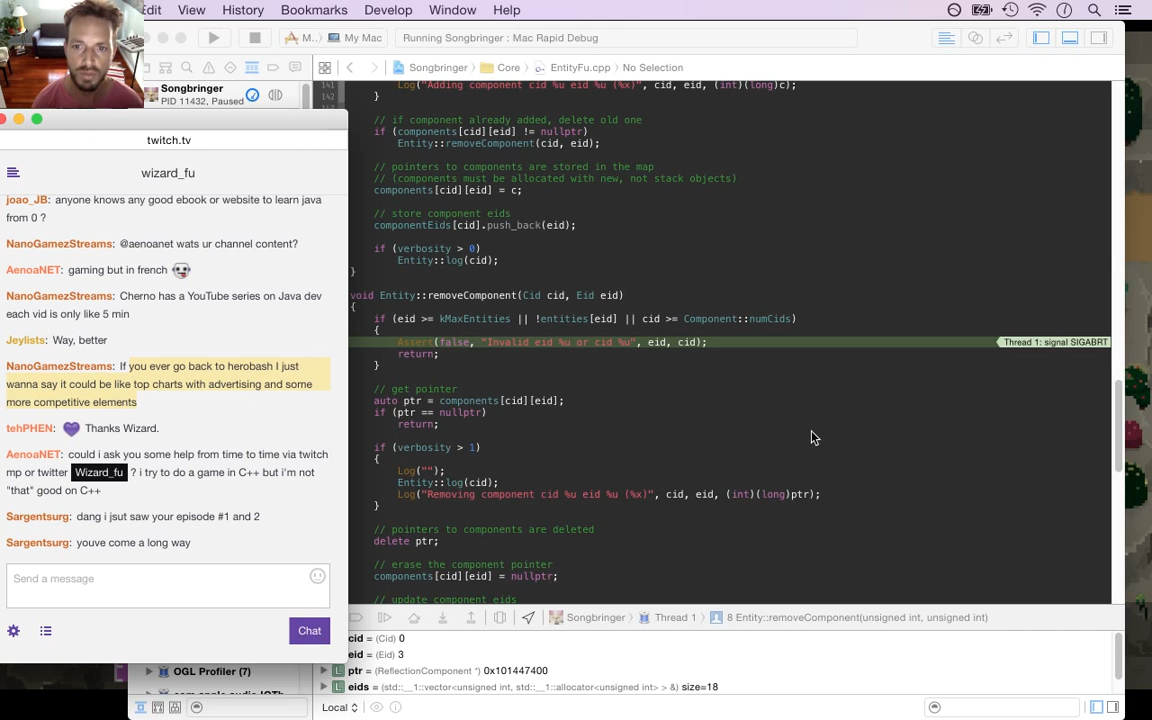 Edit View History Bookmarks Develop Window Help
M... My Mac
Running Songbringer : Mac Rapid Debug
Songbringer
PID 11432, Paused
Songbringer Core EntityFu.cpp No Selection
twitch.tv
wizard_fu
joao_JB: anyone knows any good ebook or website to learn java
from 0 ?
NanoGamezStreams: @aenoanet wats ur channel content?
AenoaNET: gaming but in french
NanoGamezStreams: Cherno has a YouTube series on Java dev
each vid is only like 5 min
Jeylists: Way, better
NanoGamezStreams: If you ever go back to herobash I just
wanna say it could be like top charts with advertising and some
more competitive elements
tehPHEN: Thanks Wizard.
AenoaNET: could i ask you some help from time to time via twitch
mp or twitter Wizard_fu ? i try to do a game in C++ but i'm not
"that" good on C++
Sargentsurg: dang i jsut saw your episode #1 and 2
Sargentsurg: youve come a long way
Send a message
Chat
141 Log("Adding component cid %u eid %u (%x)", cid, eid, (int)(long)c);
142 }
// if component already added, delete old one
if (components[cid][eid] != nullptr)
Entity::removeComponent(cid, eid);
// pointers to components are stored in the map
// (components must be allocated with new, not stack objects)
components[cid][eid] = c;
// store component eids
componentEids[cid].push_back(eid);
if (verbosity > 0)
Entity::log(cid);
}
void Entity::removeComponent(Cid cid, Eid eid)
{
if (eid >= kMaxEntities || !entities[eid] || cid >= Component::numCids)
{
Assert(false, "Invalid eid %u or cid %u", eid, cid); Thread 1: signal SIGABRT
return;
}
// get pointer
auto ptr = components[cid][eid];
if (ptr == nullptr)
return;
if (verbosity > 1)
{
Log("");
Entity::log(cid);
Log("Removing component cid %u eid %u (%x)", cid, eid, (int)(long)ptr);
}
// pointers to components are deleted
delete ptr;
// erase the component pointer
components[cid][eid] = nullptr;
// update component eids
Songbringer Thread 1 8 Entity::removeComponent(unsigned int, unsigned int)
cid = (Cid) 0
eid = (Eid) 3
L ptr = (ReflectionComponent *) 0x101447400
L eids = (std::__1::vector<unsigned int, std::__1::allocator<unsigned int> > &) size=18
OGL Profiler (7)
Local